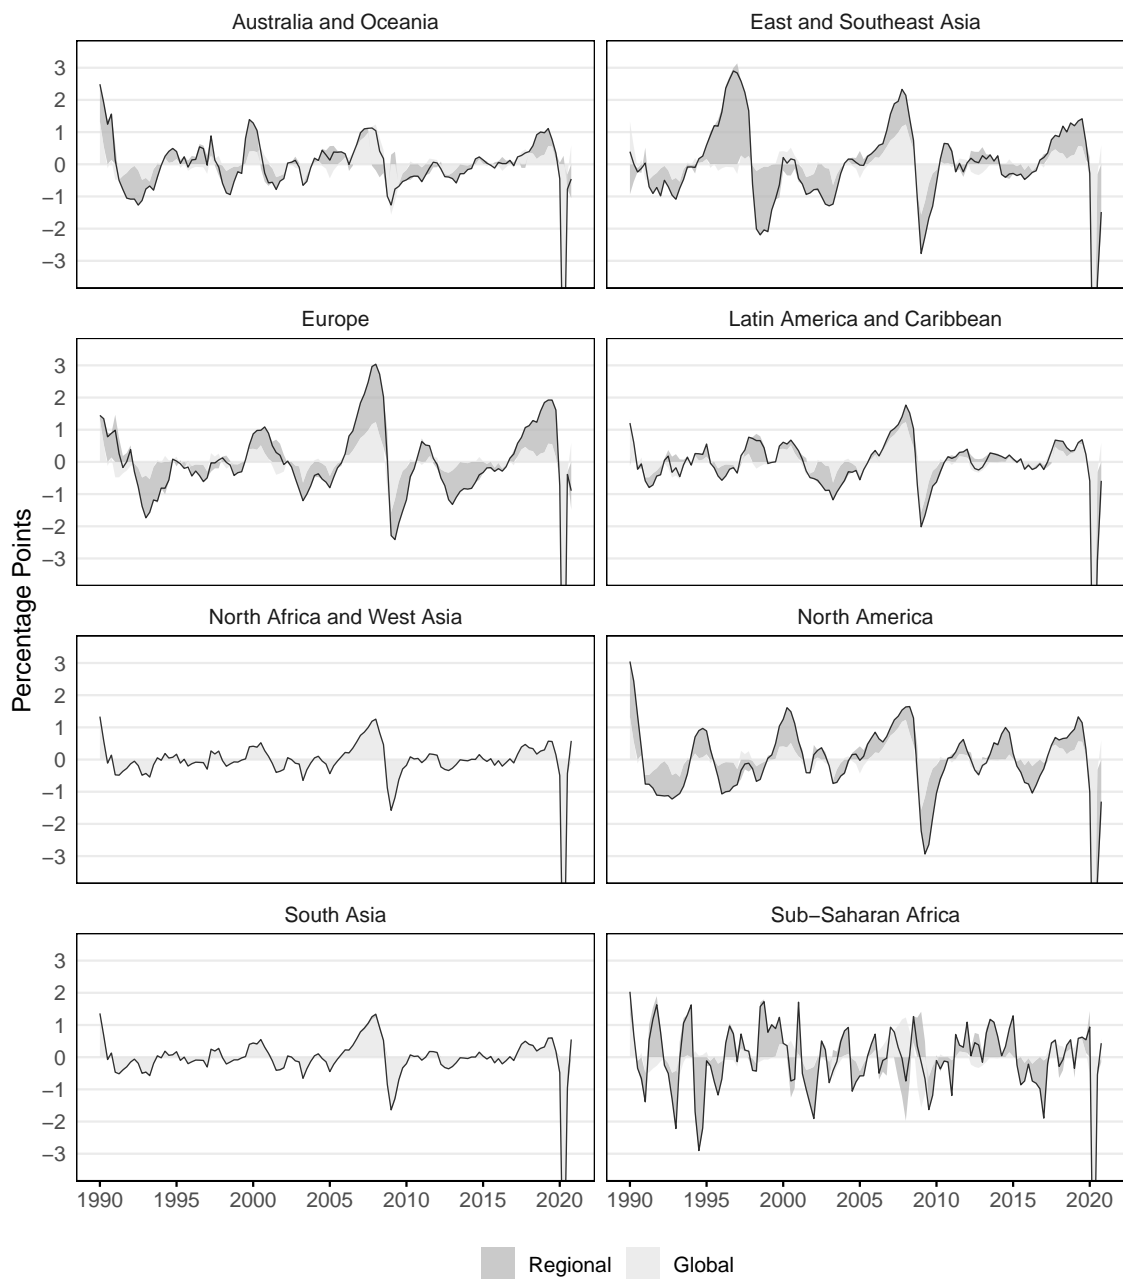 Australia and Oceania
East and Southeast Asia
3
2
1
0
−1
−2
−3
Europe
Latin America and Caribbean
3
2
1
0
−1
−2
−3
Percentage Points
North Africa and West Asia
North America
3
2
1
0
−1
−2
−3
South Asia
Sub−Saharan Africa
3
2
1
0
−1
−2
−3
1990 1995 2000 2005 2010 2015 2020
1990 1995 2000 2005 2010 2015 2020
Regional Global